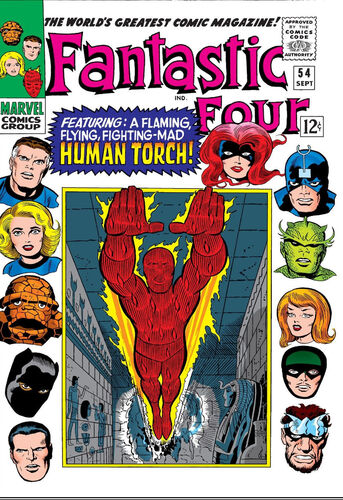 THE WORLD'S GREATEST COMIC MAGAZINE!
APPROVED
BY THE
COMICS
CODE
AUTHORITY
Fantastic
Four
IND.
54
SEPT
12¢
MARVEL
COMICS
GROUP
FEATURING: A FLAMING,
FLYING, FIGHTING-MAD
HUMAN TORCH!